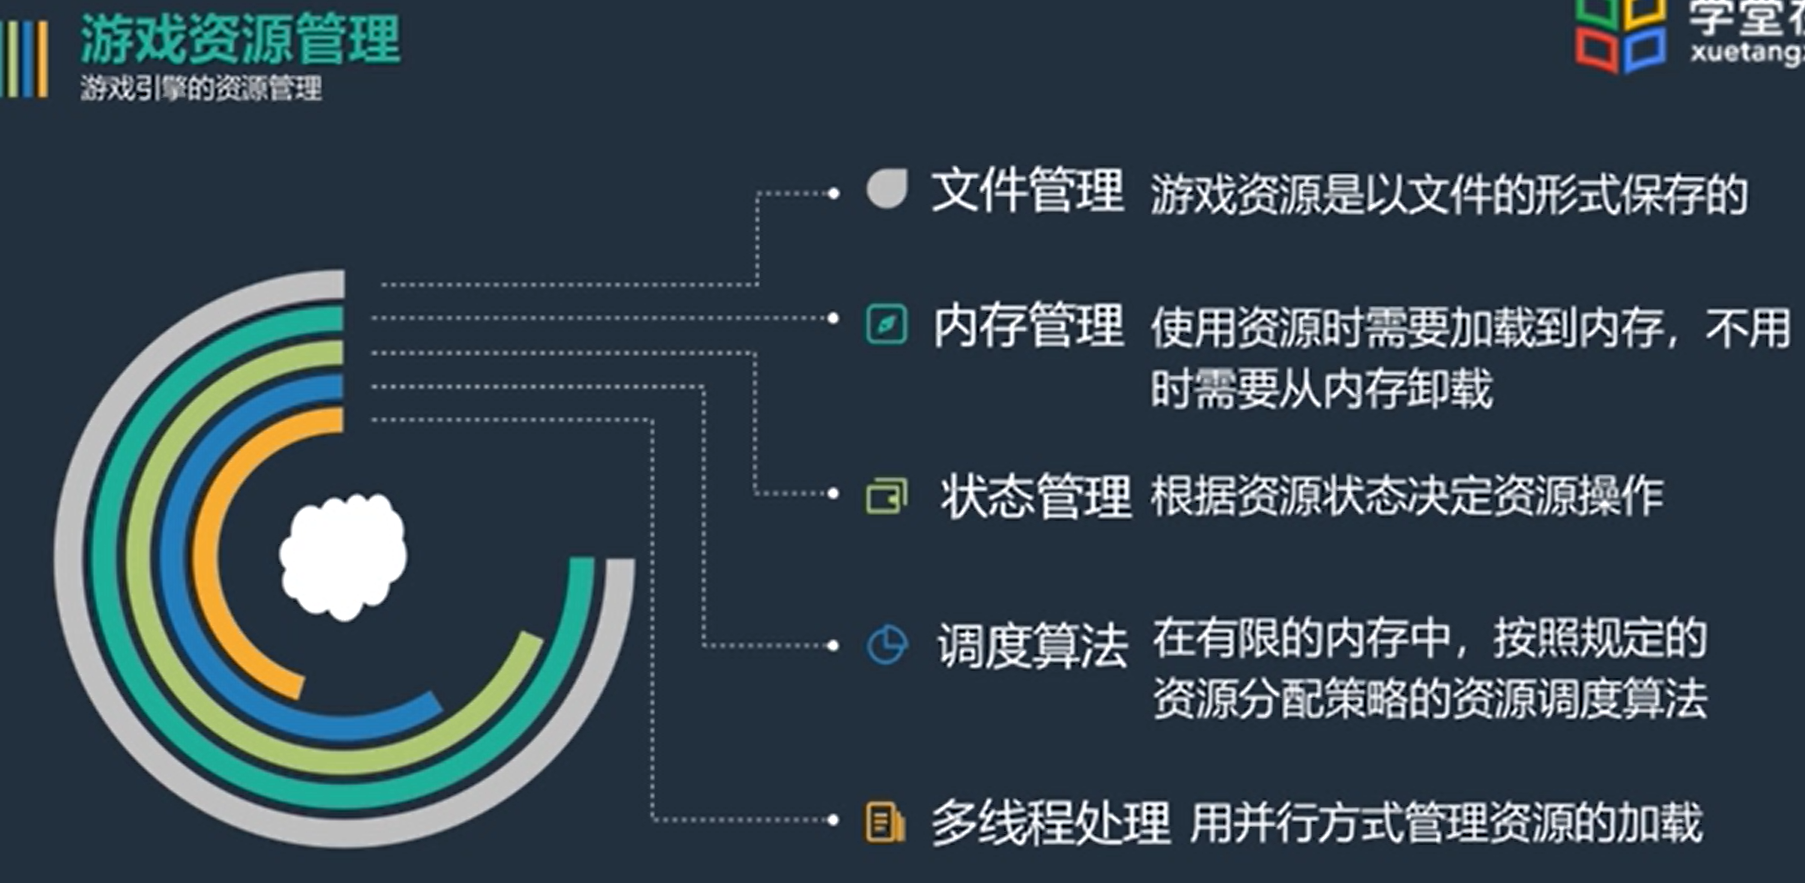 游戏资源管理
游戏引擎的资源管理
学堂
xuetang
文件管理 游戏资源是以文件的形式保存的
内存管理 使用资源时需要加载到内存，不用
时需要从内存卸载
状态管理 根据资源状态决定资源操作
调度算法 在有限的内存中，按照规定的
资源分配策略的资源调度算法
多线程处理 用并行方式管理资源的加载